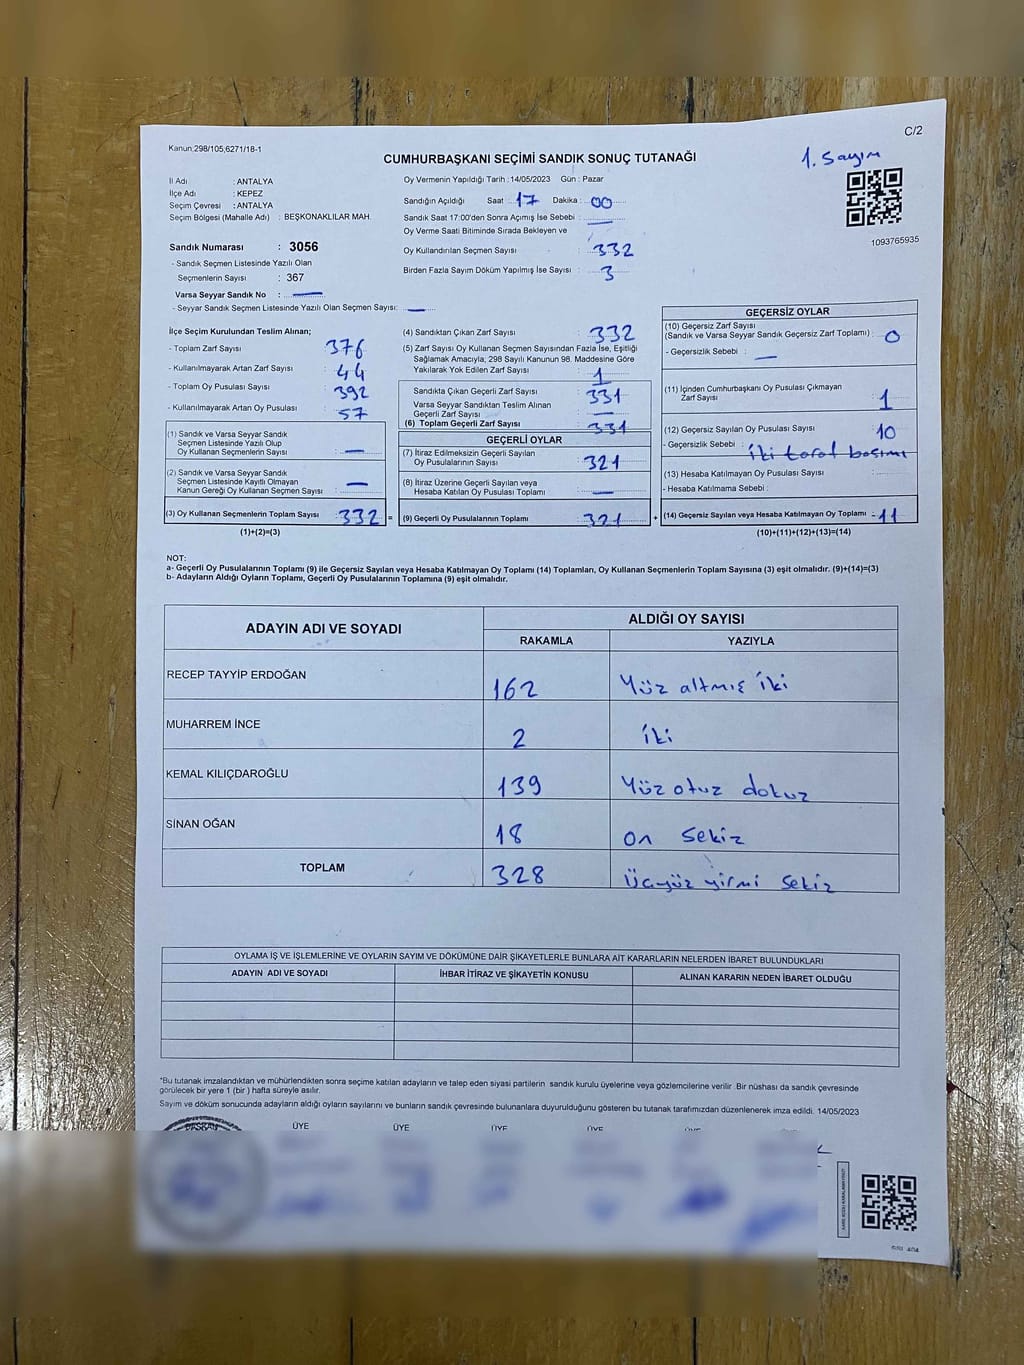 C/2
Kanun:298/105,6271/18-1
CUMHURBAŞKANI SEÇİMİ SANDIK SONUÇ TUTANAĞI
1. Sayım
İl Adı : ANTALYA
İlçe Adı : KEPEZ
Seçim Çevresi : ANTALYA
Seçim Bölgesi (Mahalle Adı) : BEŞKONAKLILAR MAH.
Sandık Numarası : 3056
- Sandık Seçmen Listesinde Yazılı Olan
Seçmenlerin Sayısı : 367
Varsa Seyyar Sandık No :
- Seyyar Sandık Seçmen Listesinde Yazılı Olan Seçmen Sayısı:
Oy Vermenin Yapıldığı Tarih : 14/05/2023 Gün : Pazar
Sandığın Açıldığı Saat : 17 Dakika : 00
Sandık Saat 17:00'den Sonra Açımış İse Sebebi :
Oy Verme Saati Bitiminde Sırada Bekleyen ve
Oy Kullandırılan Seçmen Sayısı : 332
Birden Fazla Sayım Döküm Yapılmış İse Sayısı : 3
1093765935
İlçe Seçim Kurulundan Teslim Alınan;
- Toplam Zarf Sayısı 376
- Kullanılmayarak Artan Zarf Sayısı : 44
- Toplam Oy Pusulası Sayısı 392
- Kullanılmayarak Artan Oy Pusulası : 57
(1) Sandık ve Varsa Seyyar Sandık
Seçmen Listesinde Yazılı Olup
Oy Kullanan Seçmenlerin Sayısı :
(2) Sandık ve Varsa Seyyar Sandık
Seçmen Listesinde Kayıtlı Olmayan
Kanun Gereği Oy Kullanan Seçmen Sayısı :
(3) Oy Kullanan Seçmenlerin Toplam Sayısı : 332 =
(1)+(2)=(3)
(4) Sandıktan Çıkan Zarf Sayısı : 332
(5) Zarf Sayısı Oy Kullanan Seçmen Sayısından Fazla İse, Eşitliği
Sağlamak Amacıyla; 298 Sayılı Kanunun 98. Maddesine Göre
Yakılarak Yok Edilen Zarf Sayısı : 1
Sandıkta Çıkan Geçerli Zarf Sayısı : 331
Varsa Seyyar Sandıktan Teslim Alınan
Geçerli Zarf Sayısı :
(6) Toplam Geçerli Zarf Sayısı : 331
GEÇERLİ OYLAR
(7) İtiraz Edilmeksizin Geçerli Sayılan
Oy Pusulalarının Sayısı : 321
(8) İtiraz Üzerine Geçerli Sayılan veya
Hesaba Katılan Oy Pusulası Toplamı :
(9) Geçerli Oy Pusulalarının Toplamı : 321 +
GEÇERSİZ OYLAR
(10) Geçersiz Zarf Sayısı
(Sandık ve Varsa Seyyar Sandık Geçersiz Zarf Toplamı) : 0
- Geçersizlik Sebebi :
(11) İçinden Cumhurbaşkanı Oy Pusulası Çıkmayan
Zarf Sayısı : 1
(12) Geçersiz Sayılan Oy Pusulası Sayısı : 10
- Geçersizlik Sebebi : İki taraf basımı
(13) Hesaba Katılmayan Oy Pusulası Sayısı :
- Hesaba Katılmama Sebebi :
(14) Geçersiz Sayılan veya Hesaba Katılmayan Oy Toplamı : 11
(10)+(11)+(12)+(13)=(14)
NOT:
a- Geçerli Oy Pusulalarının Toplamı (9) ile Geçersiz Sayılan veya Hesaba Katılmayan Oy Toplamı (14) Toplamları, Oy Kullanan Seçmenlerin Toplam Sayısına (3) eşit olmalıdır. (9)+(14)=(3)
b- Adayların Aldığı Oyların Toplamı, Geçerli Oy Pusulalarının Toplamına (9) eşit olmalıdır.
ADAYIN ADI VE SOYADI ALDIĞI OY SAYISI
RAKAMLA YAZIYLA
RECEP TAYYİP ERDOĞAN 162 Yüz altmış iki
MUHARREM İNCE 2 iki
KEMAL KILIÇDAROĞLU 139 Yüz otuz dokuz
SİNAN OĞAN 18 on sekiz
TOPLAM 328 Üçyüz yirmi sekiz
OYLAMA İŞ VE İŞLEMLERİNE VE OYLARIN SAYIM VE DÖKÜMÜNE DAİR ŞİKAYETLERLE BUNLARA AİT KARARLARIN NELERDEN İBARET BULUNDUKLARI
ADAYIN ADI VE SOYADI İHBAR İTİRAZ VE ŞİKAYETİN KONUSU ALINAN KARARIN NEDEN İBARET OLDUĞU
*Bu tutanak imzalandıktan ve mühürlendikten sonra seçime katılan adayların ve talep eden siyasi partilerin sandık kurulu üyelerine veya gözlemcilerine verilir. Bir nüshası da sandık çevresinde
görülecek bir yere 1 (bir) hafta süreyle asılır.
Sayım ve döküm sonucunda adayların aldığı oyların sayılarını ve bunların sandık çevresinde bulunanlara duyurulduğunu gösteren bu tutanak tarafımızdan düzenlenerek imza edildi. 14/05/2023
BAŞKAN ÜYE ÜYE ÜYE ÜYE